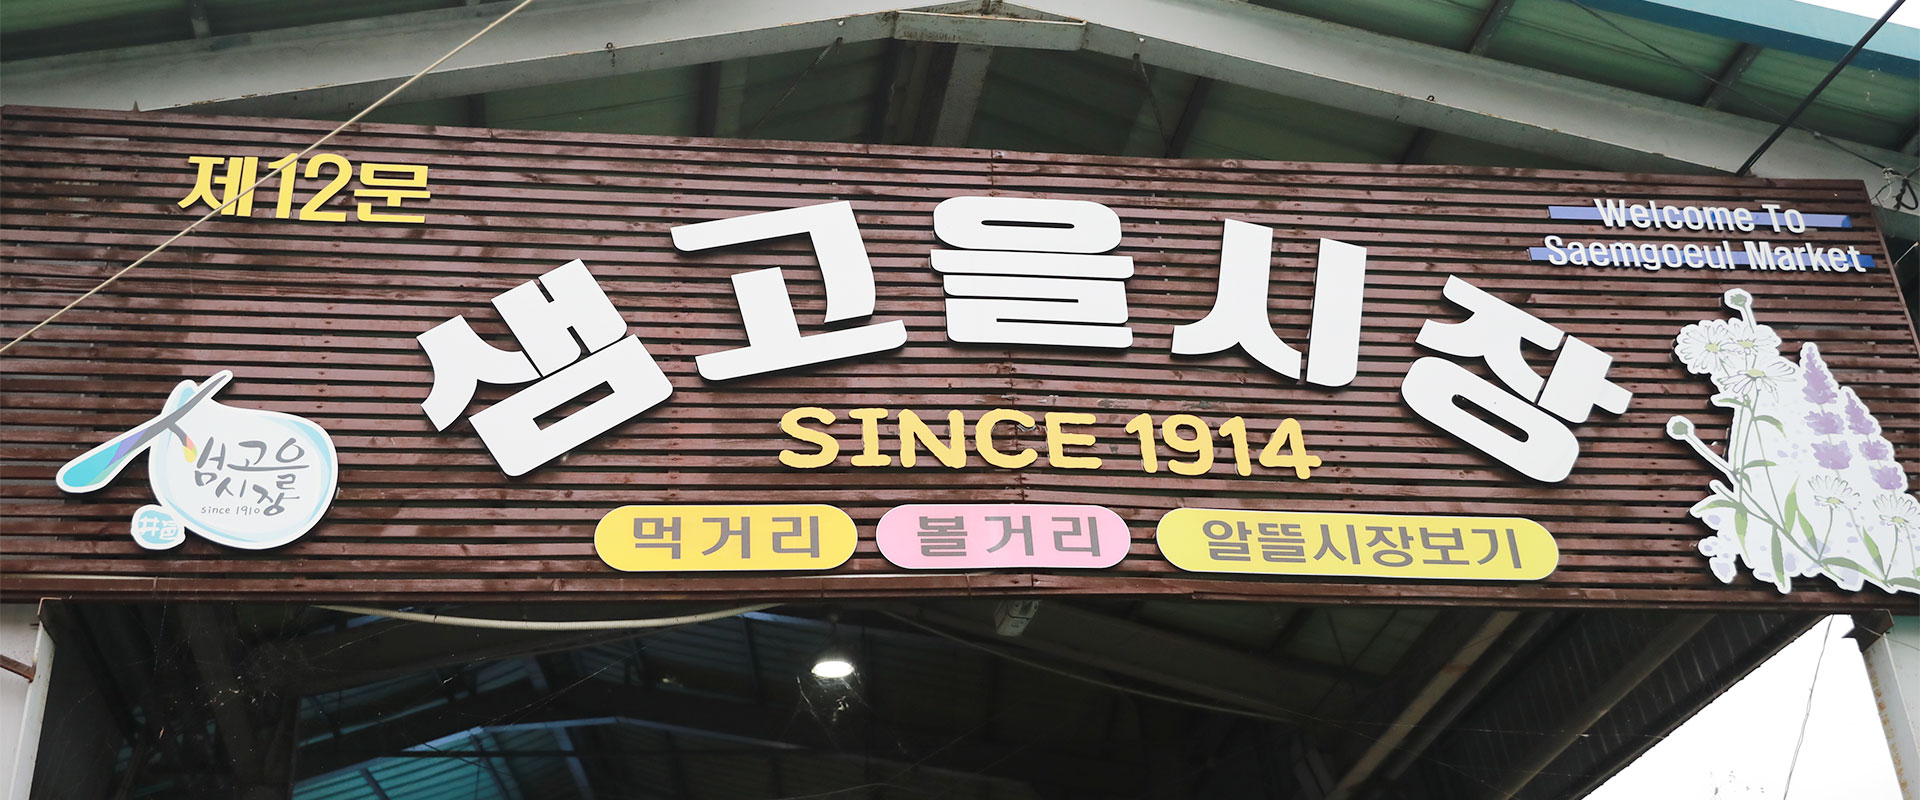 제12문
Welcome To
Saemgoeul Market
샘고을시장
SINCE 1914
샘고을
시장
since 1910
먹거리 볼거리 알뜰시장보기